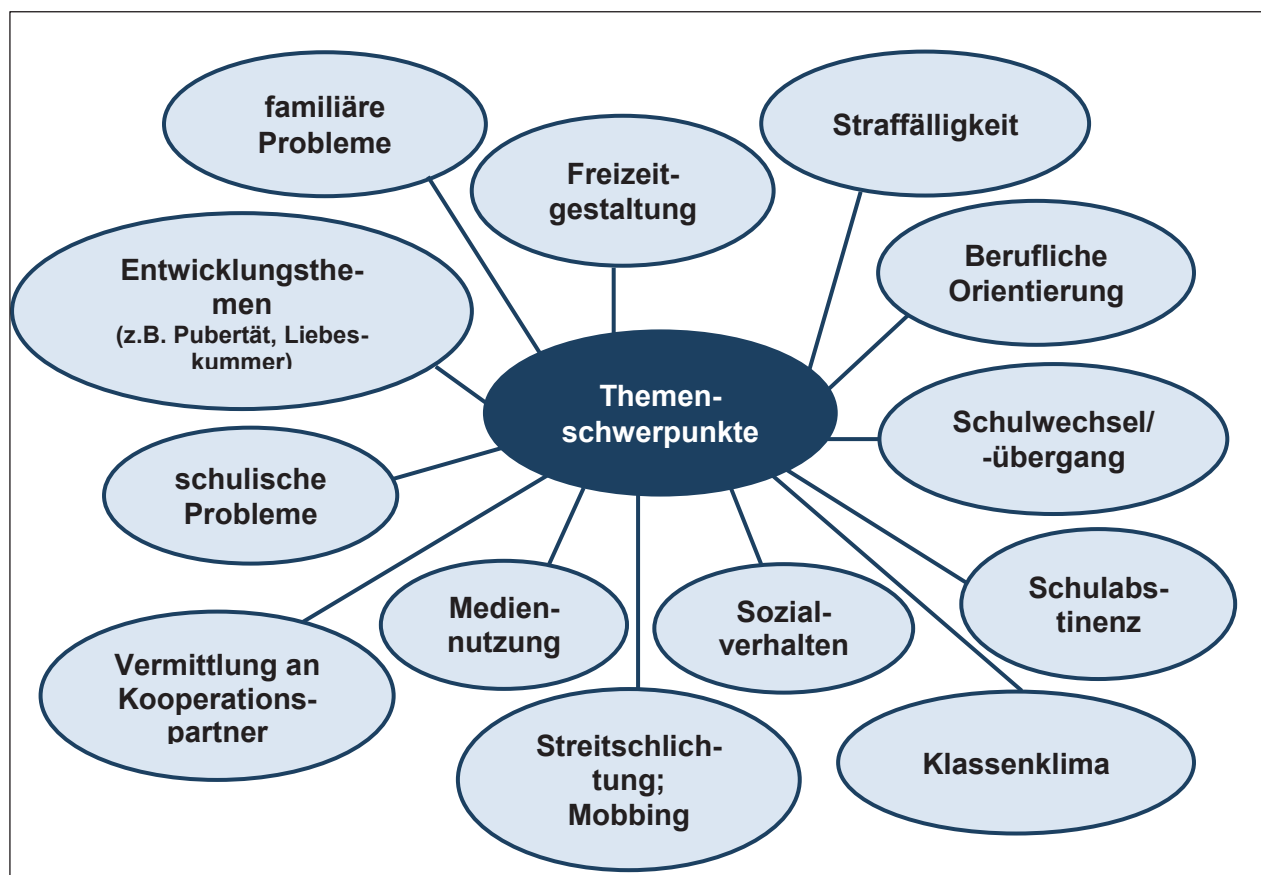 familiäre
Probleme
Straffälligkeit
Freizeit-
gestaltung
Entwicklungsthe-
men
(z.B. Pubertät, Liebes-
kummer)
Berufliche
Orientierung
Themen-
schwerpunkte
Schulwechsel/
-übergang
schulische
Probleme
Schulabs-
tinenz
Medien-
nutzung
Sozial-
verhalten
Vermittlung an
Kooperations-
partner
Streitschlich-
tung;
Mobbing
Klassenklima